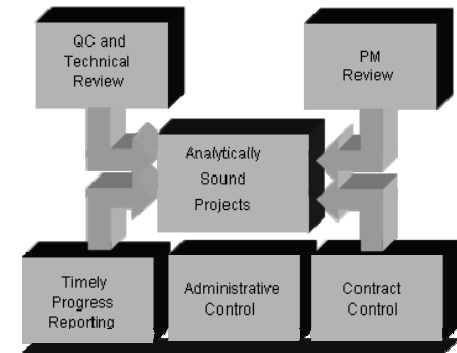 QC and
Technical
Review
PM
Review
Analytically
Sound
Projects
Timely
Progress
Reporting
Administrative
Control
Contract
Control